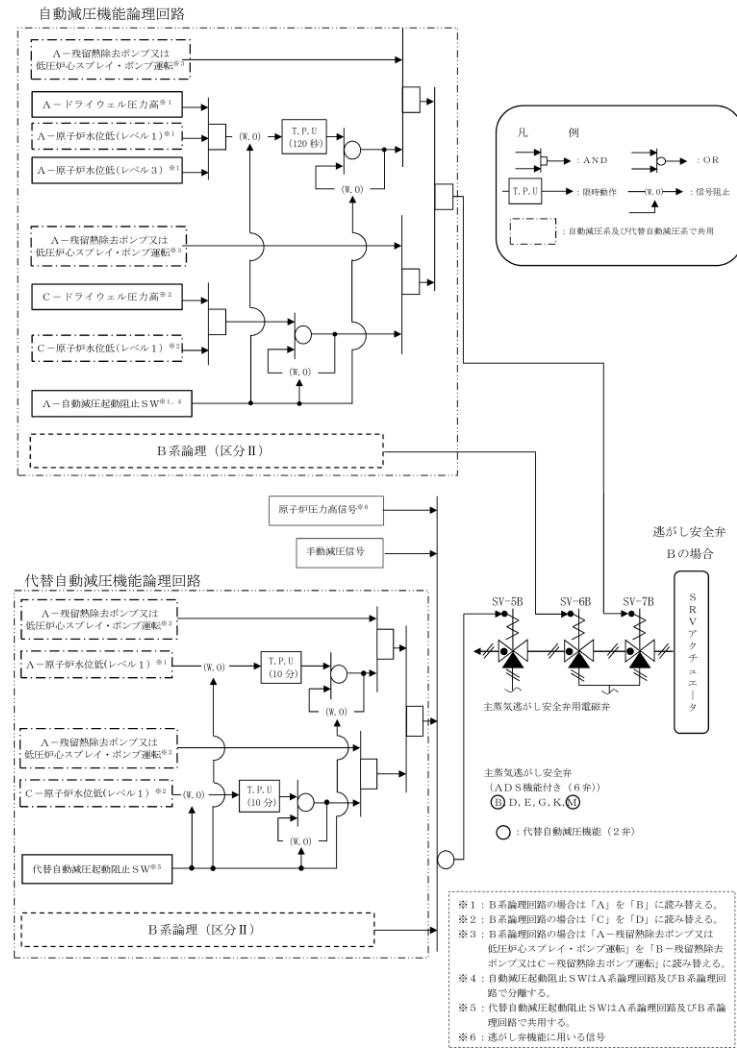 自動減圧機能論理回路
A－残留熱除去ポンプ又は
低圧炉心スプレイ・ポンプ運転※3
A－ドライウェル圧力高※1
A－原子炉水位低(レベル1)※1
A－原子炉水位低(レベル3)※1
(W.O)
T.P.U
(120秒)
(W.O)
A－残留熱除去ポンプ又は
低圧炉心スプレイ・ポンプ運転※3
C－ドライウェル圧力高※2
C－原子炉水位低(レベル1)※2
(W.O)
A－自動減圧起動阻止SW※1,4
B系論理（区分Ⅱ）
凡　例
：AND
：OR
T.P.U
：限時動作
(W.O)
：信号阻止
：自動減圧系及び代替自動減圧系で共用
原子炉圧力高信号※6
手動減圧信号
代替自動減圧機能論理回路
A－残留熱除去ポンプ又は
低圧炉心スプレイ・ポンプ運転※3
A－原子炉水位低(レベル1)※1
(W.O)
T.P.U
(10分)
(W.O)
A－残留熱除去ポンプ又は
低圧炉心スプレイ・ポンプ運転※3
C－原子炉水位低(レベル1)※2
(W.O)
T.P.U
(10分)
(W.O)
代替自動減圧起動阻止SW※5
B系論理（区分Ⅱ）
逃がし安全弁
Bの場合
SV-5B
SV-6B
SV-7B
SRVアクチュエータ
主蒸気逃がし安全弁用電磁弁
主蒸気逃がし安全弁
(ADS機能付き（6弁）)
B,D,E,G,K,M
：代替自動減圧機能（2弁）
※1：B系論理回路の場合は「A」を「B」に読み替える。
※2：B系論理回路の場合は「C」を「D」に読み替える。
※3：B系論理回路の場合は「A－残留熱除去ポンプ又は
低圧炉心スプレイ・ポンプ運転」を「B－残留熱除去
ポンプ又はC－残留熱除去ポンプ運転」に読み替える。
※4：自動減圧起動阻止SWはA系論理回路及びB系論理回
路で分離する。
※5：代替自動減圧起動阻止SWはA系論理回路及びB系論
理回路で共用する。
※6：逃がし弁機能に用いる信号